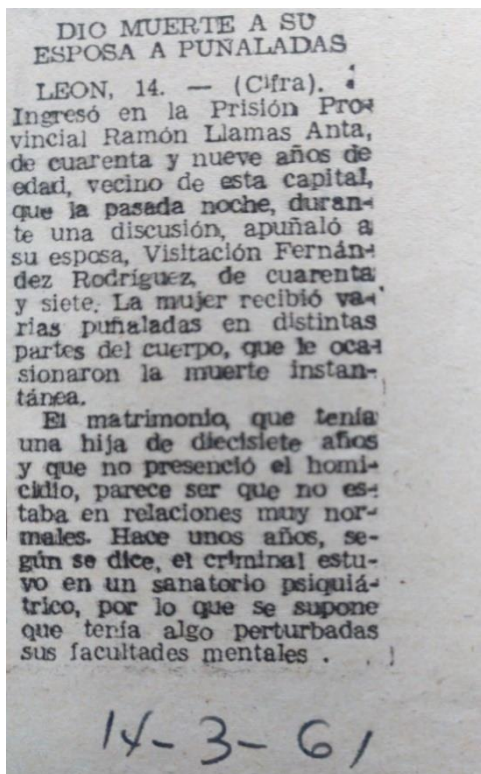 DIO MUERTE A SU
ESPOSA A PUÑALADAS
LEON, 14. — (Cifra).
Ingresó en la Prisión Pro-
vincial Ramón Llamas Anta,
de cuarenta y nueve años de
edad, vecino de esta capital,
que la pasada noche, duran-
te una discusión, apuñaló a
su esposa, Visitación Fernán-
dez Rodríguez, de cuarenta
y siete. La mujer recibió va-
rias puñaladas en distintas
partes del cuerpo, que le oca-
sionaron la muerte instan-
tánea.
El matrimonio, que tenía
una hija de diecisiete años
y que no presenció el homi-
cidio, parece ser que no es-
taba en relaciones muy nor-
males. Hace unos años, se-
gún se dice, el criminal estu-
vo en un sanatorio psiquiá-
trico, por lo que se supone
que tenía algo perturbadas
sus facultades mentales .
14-3-61